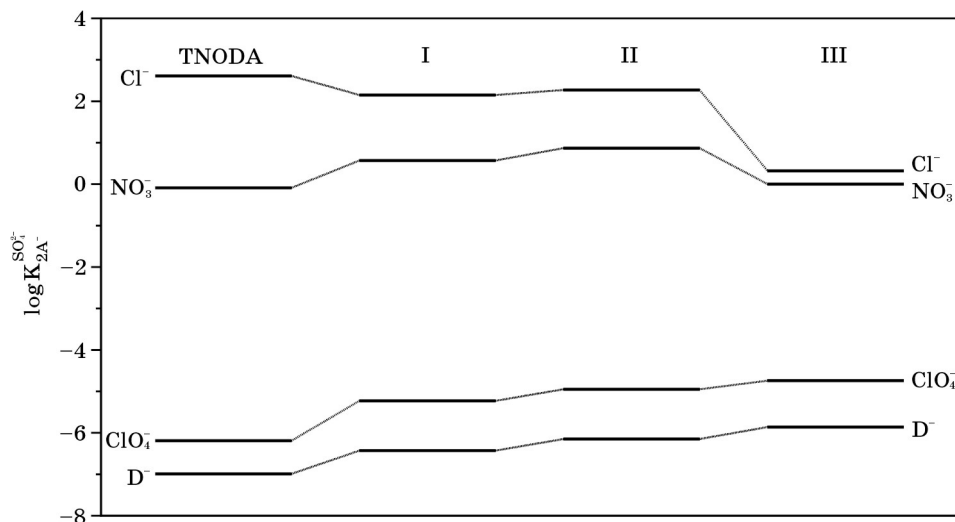 4
TNODA I II III
Cl⁻
2
Cl⁻
0
NO₃⁻
NO₃⁻
log K_{2A⁻}^{SO₄²⁻}
−2
−4
ClO₄⁻
−6
ClO₄⁻
D⁻
D⁻
−8